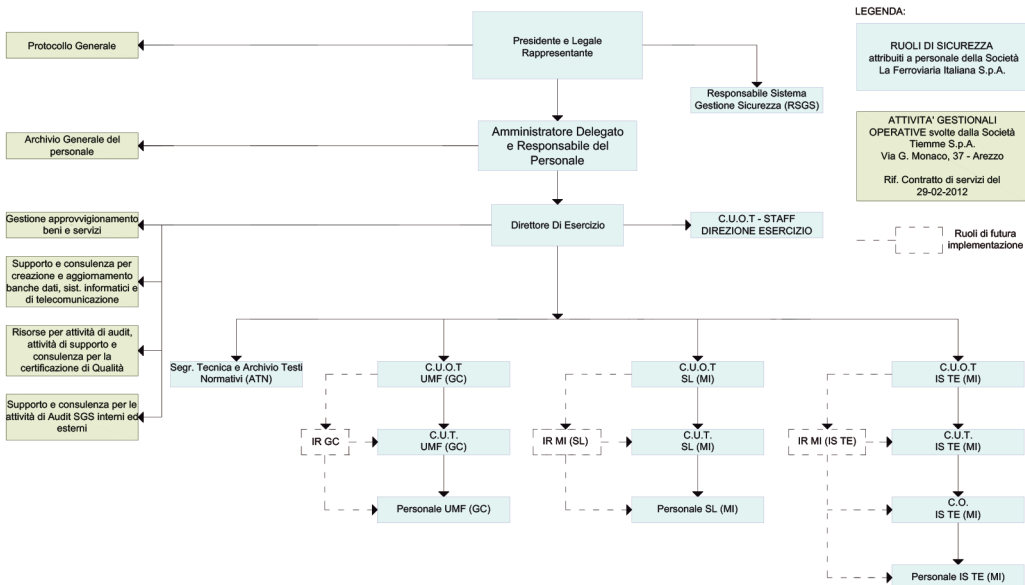 LEGENDA:
Protocollo Generale
Presidente e Legale
Rappresentante
RUOLI DI SICUREZZA
attribuiti a personale della Società
La Ferroviaria Italiana S.p.A.
Responsabile Sistema
Gestione Sicurezza (RSGS)
Archivio Generale del
personale
Amministratore Delegato
e Responsabile del
Personale
ATTIVITA' GESTIONALI
OPERATIVE svolte dalla Società
Tiemme S.p.A.
Via G. Monaco, 37 - Arezzo
Rif. Contratto di servizi del
29-02-2012
Gestione approvvigionamento
beni e servizi
Direttore Di Esercizio
C.U.O.T - STAFF
DIREZIONE ESERCIZIO
Ruoli di futura
implementazione
Supporto e consulenza per
creazione e aggiornamento
banche dati, sist. informatici e
di telecomunicazione
Risorse per attività di audit,
attività di supporto e
consulenza per la
certificazione di Qualità
Supporto e consulenza per le
attività di Audit SGS interni ed
esterni
Segr. Tecnica e Archivio Testi
Normativi (ATN)
C.U.O.T
UMF (GC)
C.U.O.T
SL (MI)
C.U.O.T
IS TE (MI)
IR GC
C.U.T.
UMF (GC)
IR MI (SL)
C.U.T.
SL (MI)
IR MI (IS TE)
C.U.T.
IS TE (MI)
Personale UMF (GC)
Personale SL (MI)
C.O.
IS TE (MI)
Personale IS TE (MI)